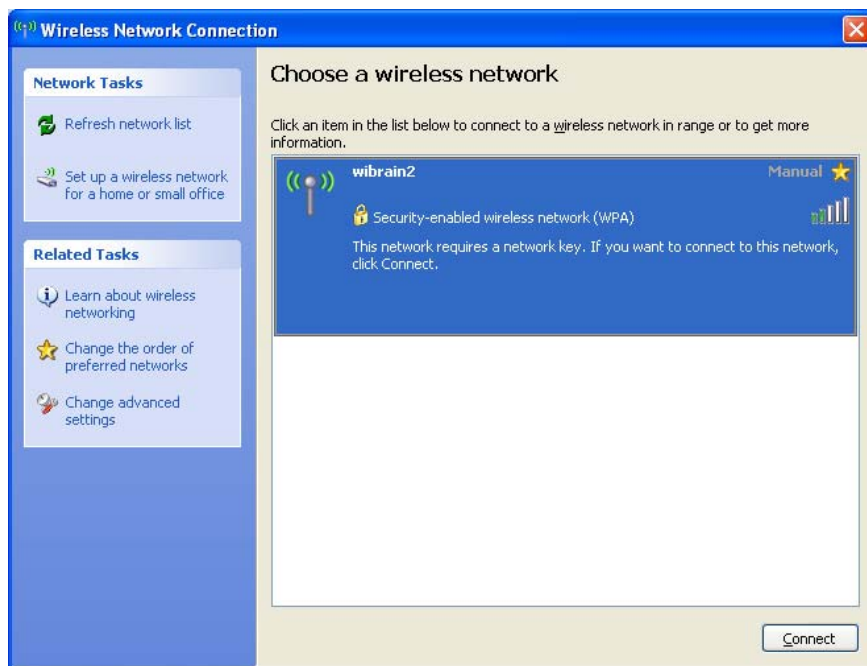 Wireless Network Connection
Network Tasks
Refresh network list
Set up a wireless network
for a home or small office
Related Tasks
Learn about wireless
networking
Change the order of
preferred networks
Change advanced
settings
Choose a wireless network
Click an item in the list below to connect to a wireless network in range or to get more
information.
wibrain2
Manual
Security-enabled wireless network (WPA)
This network requires a network key. If you want to connect to this network,
click Connect.
Connect